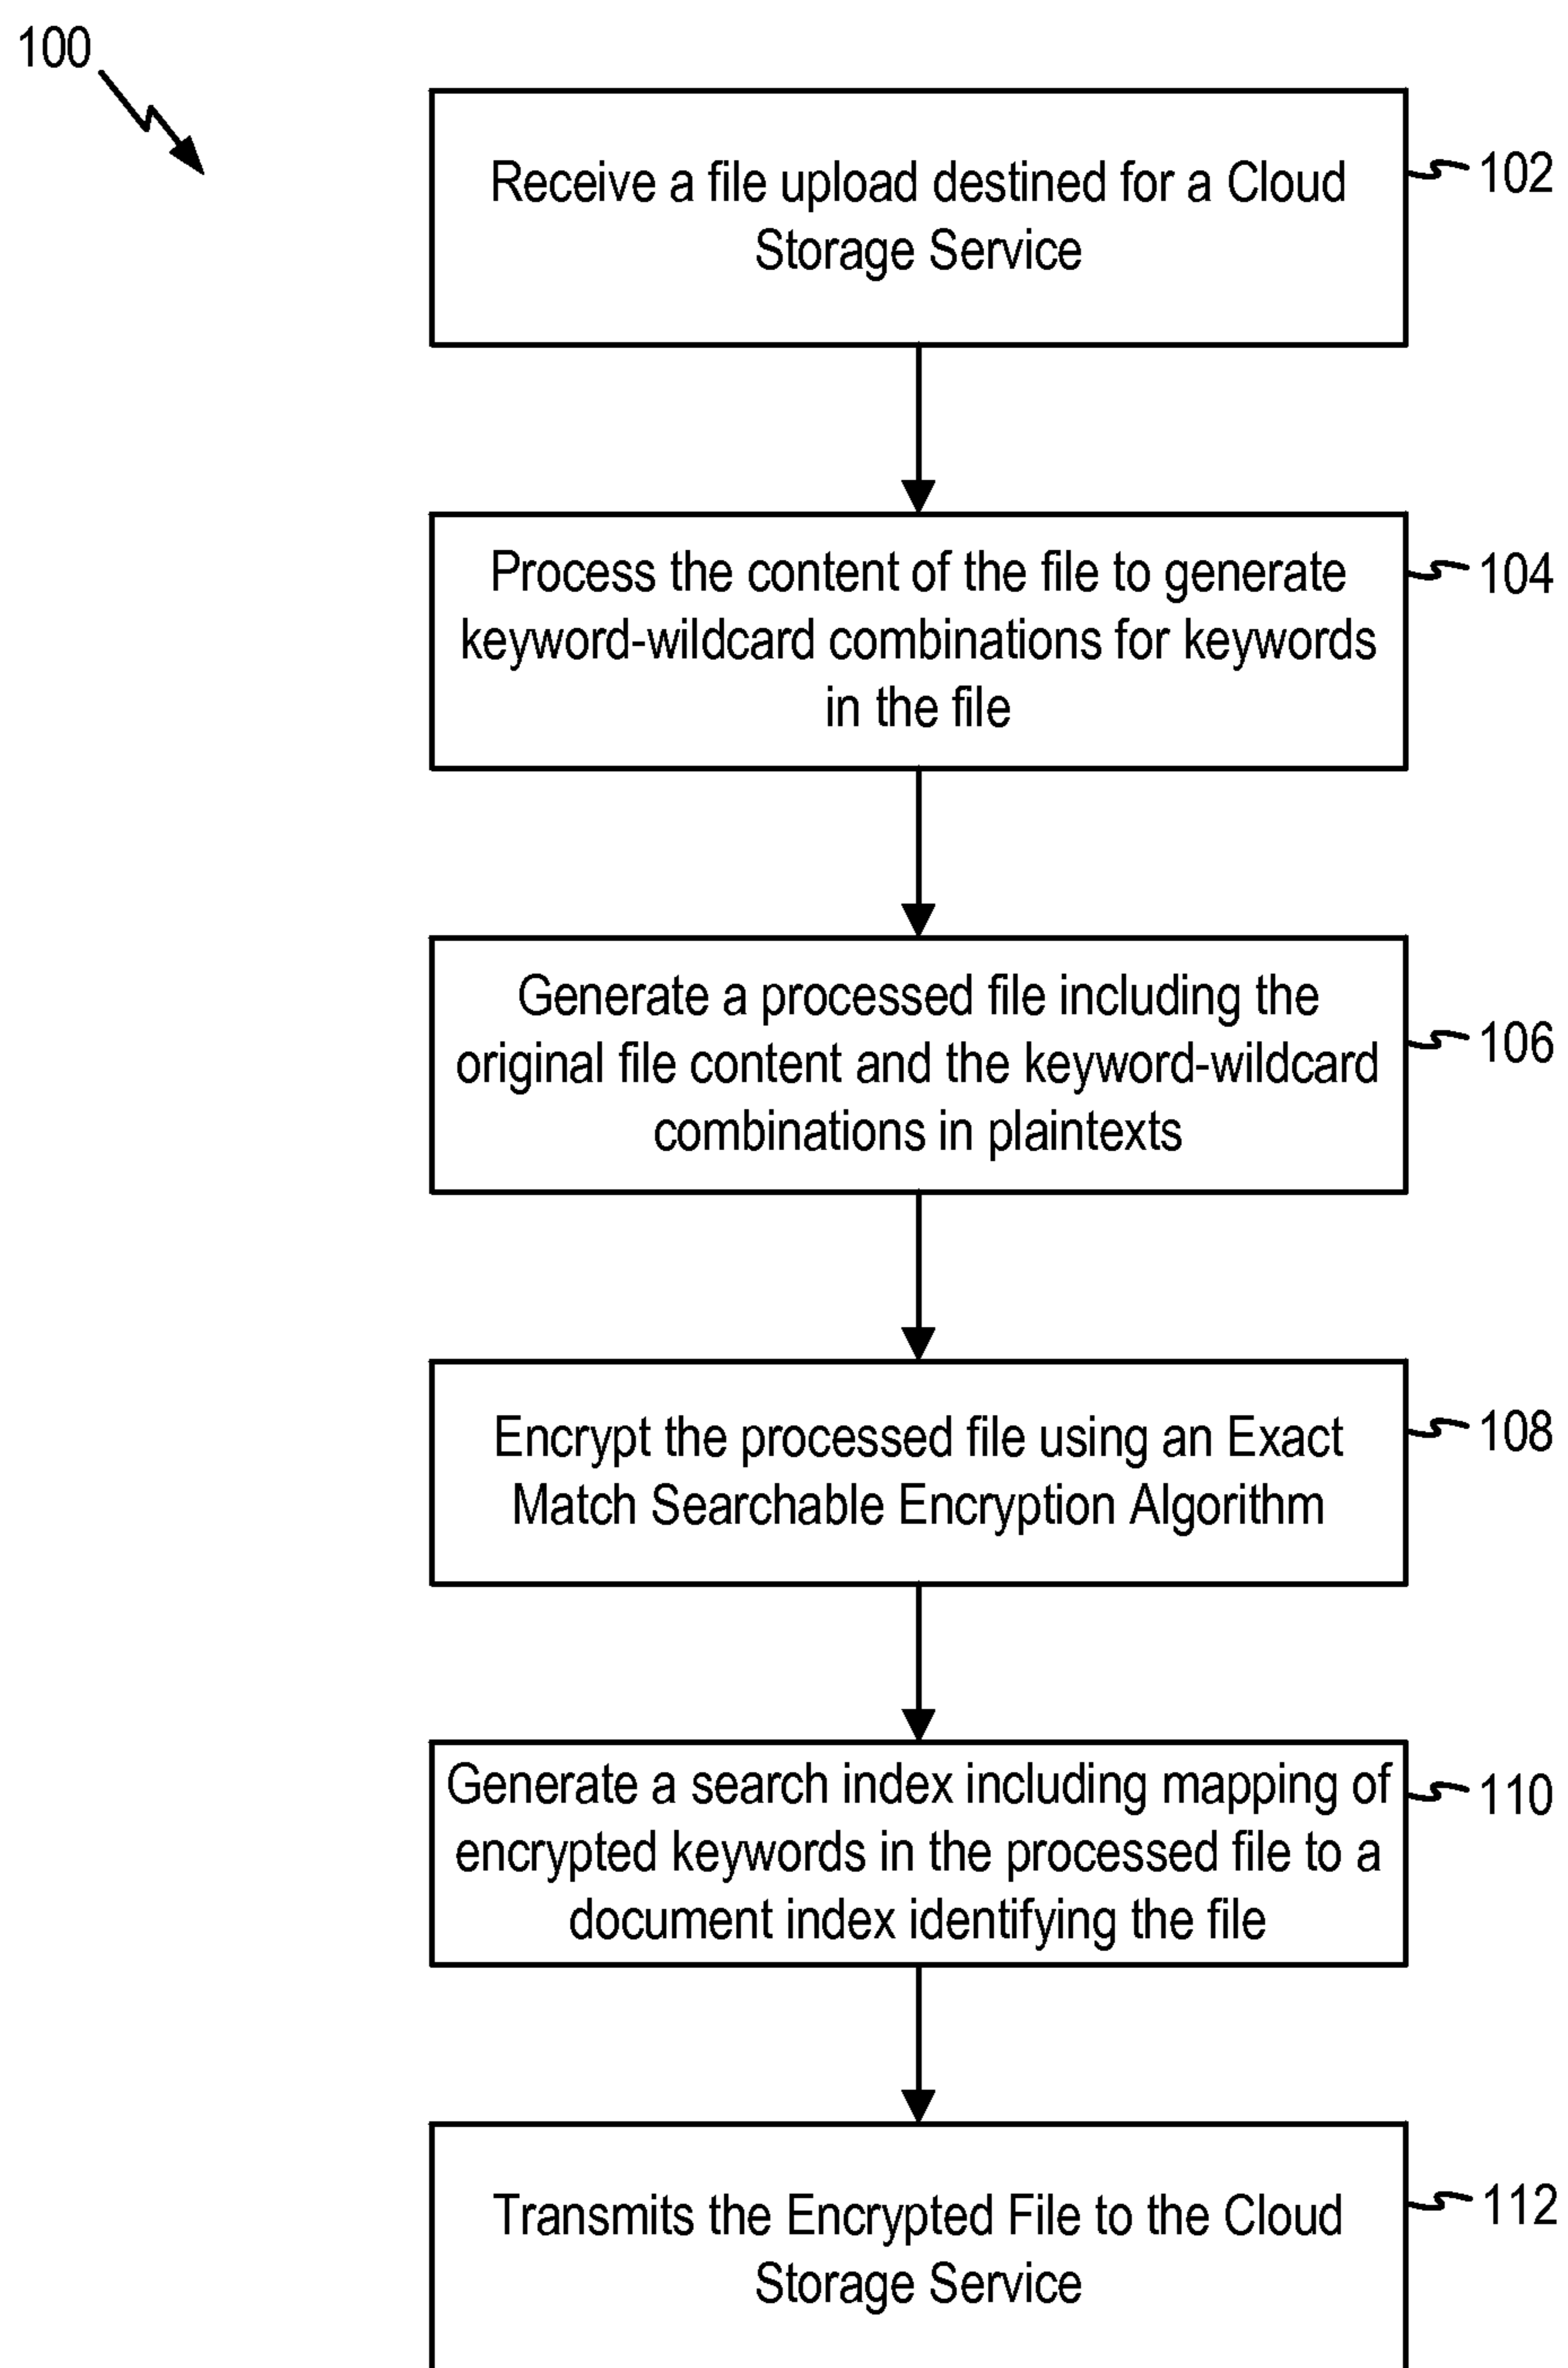 100
Receive a file upload destined for a Cloud
Storage Service
102
Process the content of the file to generate
keyword-wildcard combinations for keywords
in the file
104
Generate a processed file including the
original file content and the keyword-wildcard
combinations in plaintexts
106
Encrypt the processed file using an Exact
Match Searchable Encryption Algorithm
108
Generate a search index including mapping of
encrypted keywords in the processed file to a
document index identifying the file
110
Transmits the Encrypted File to the Cloud
Storage Service
112